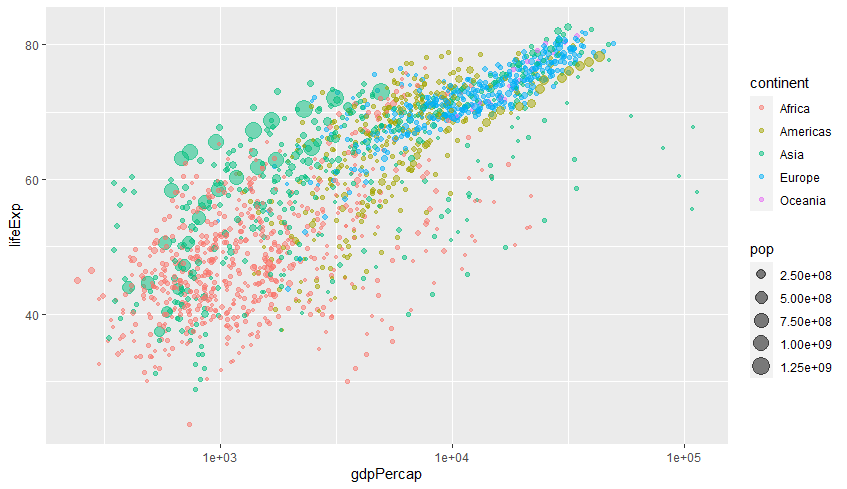 80
60
40
lifeExp
1e+03
1e+04
1e+05
gdpPercap
continent
Africa
Americas
Asia
Europe
Oceania
pop
2.50e+08
5.00e+08
7.50e+08
1.00e+09
1.25e+09